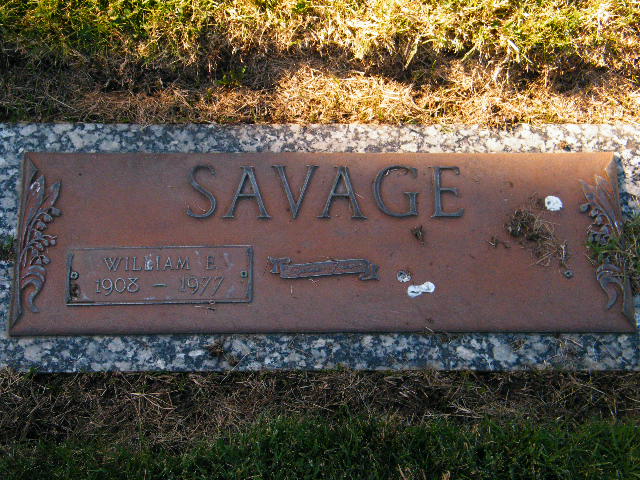 SAVAGE
WILLIAM E.
1908 – 1977